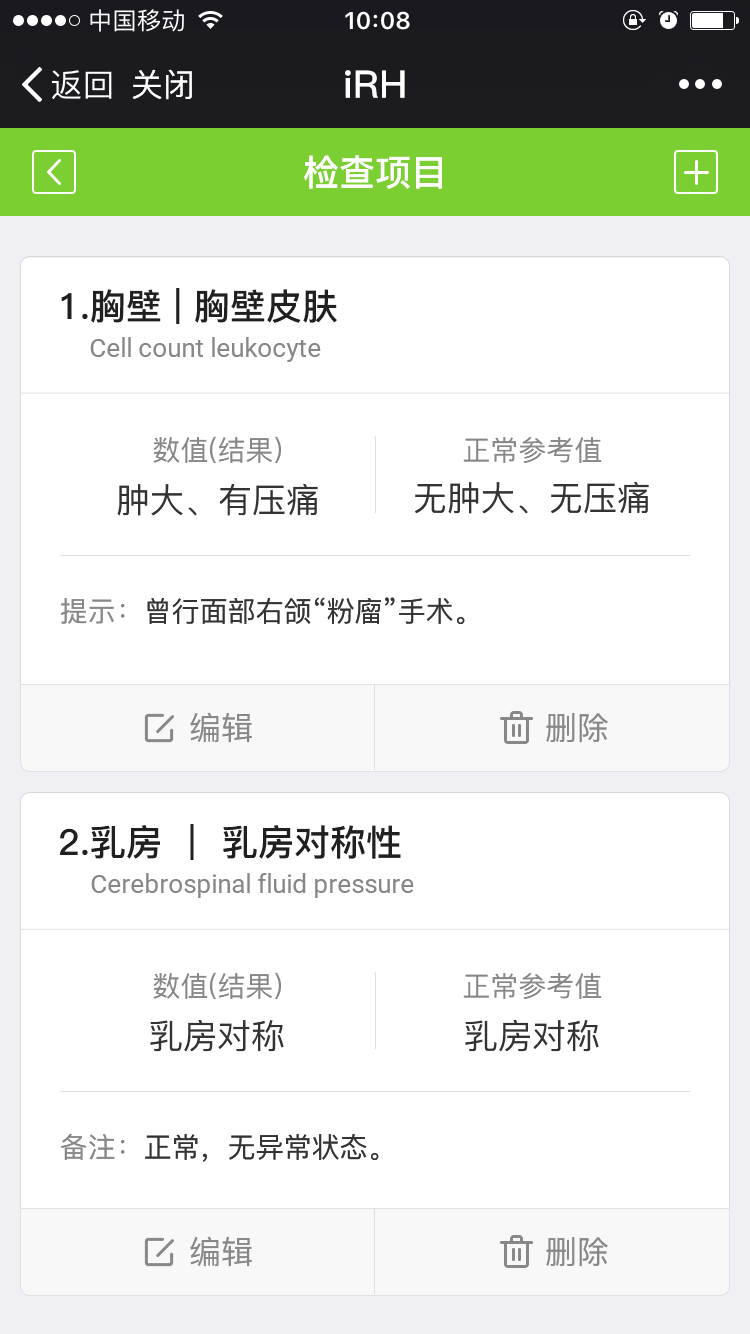 中国移动 10:08
返回 关闭 iRH
检查项目
1.胸壁 | 胸壁皮肤
Cell count leukocyte
数值(结果) 正常参考值
肿大、有压痛 无肿大、无压痛
提示：曾行面部右颌“粉瘤”手术。
编辑 删除
2.乳房 | 乳房对称性
Cerebrospinal fluid pressure
数值(结果) 正常参考值
乳房对称 乳房对称
备注：正常，无异常状态。
编辑 删除